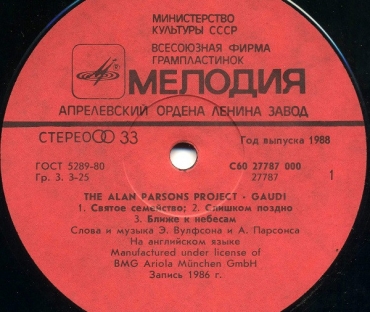 МИНИСТЕРСТВО
КУЛЬТУРЫ СССР
ВСЕСОЮЗНАЯ ФИРМА
ГРАМПЛАСТИНОК
МЕЛОДИЯ
АПРЕЛЕВСКИЙ ОРДЕНА ЛЕНИНА ЗАВОД
СТЕРЕО 33
Год выпуска 1988
ГОСТ 5289-80
С60 27787 000
Гр. 3. 3-25
27787
1
THE ALAN PARSONS PROJECT - GAUDI
1. Святое семейство; 2. Слишком поздно
3. Ближе к небесам
Слова и музыка Э. Вулфсона и А. Парсонса
На английском языке
Manufactured under license of
BMG Ariola München GmbH
Запись 1986 г.